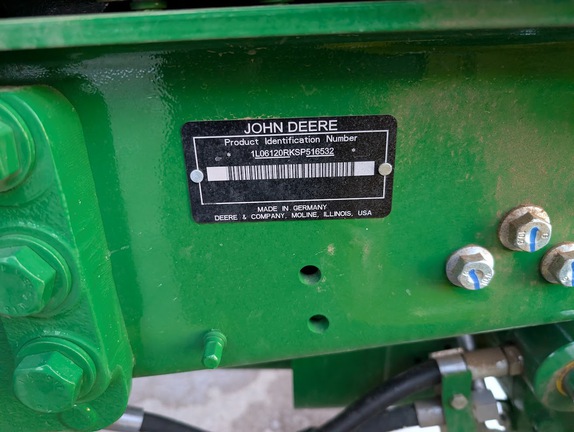 JOHN DEERE
Product Identification Number
1L06120RKSP516532
MADE IN GERMANY
DEERE & COMPANY, MOLINE, ILLINOIS, USA